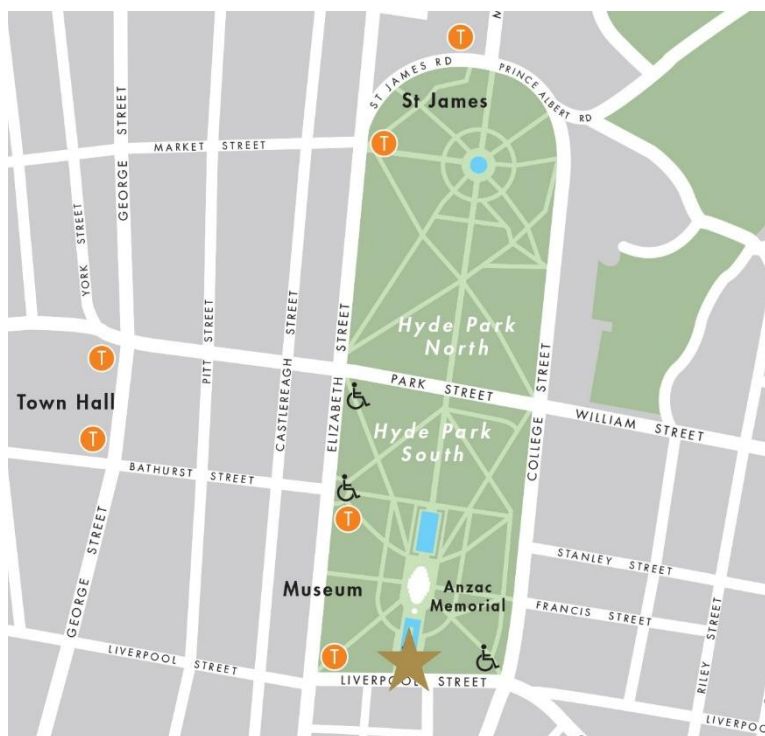 T
ST JAMES RD
PRINCE ALBERT RD
St James
T
MARKET STREET
GEORGE STREET
YORK STREET
PITT STREET
CASTLEREAGH STREET
ELIZABETH STREET
Hyde Park
North
COLLEGE STREET
T
Town Hall
T
PARK STREET
WILLIAM STREET
Hyde Park
South
BATHURST STREET
T
GEORGE STREET
STANLEY STREET
Museum
Anzac
Memorial
FRANCIS STREET
RILEY STREET
LIVERPOOL STREET
T
LIVERPOOL STREET